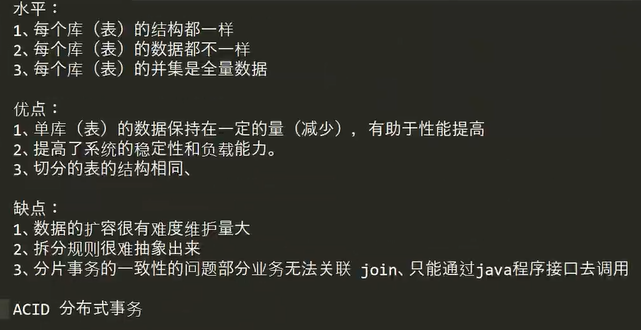 水平：
1、每个库（表）的结构都一样
2、每个库（表）的数据都不一样
3、每个库（表）的并集是全量数据
优点：
1、单库（表）的数据保持在一定的量（减少），有助于性能提高
2、提高了系统的稳定性和负载能力。
3、切分的表的结构相同、
缺点：
1、数据的扩容很有难度维护量大
2、拆分规则很难抽象出来
3、分片事务的一致性的问题部分业务无法关联 join、只能通过java程序接口去调用
ACID 分布式事务